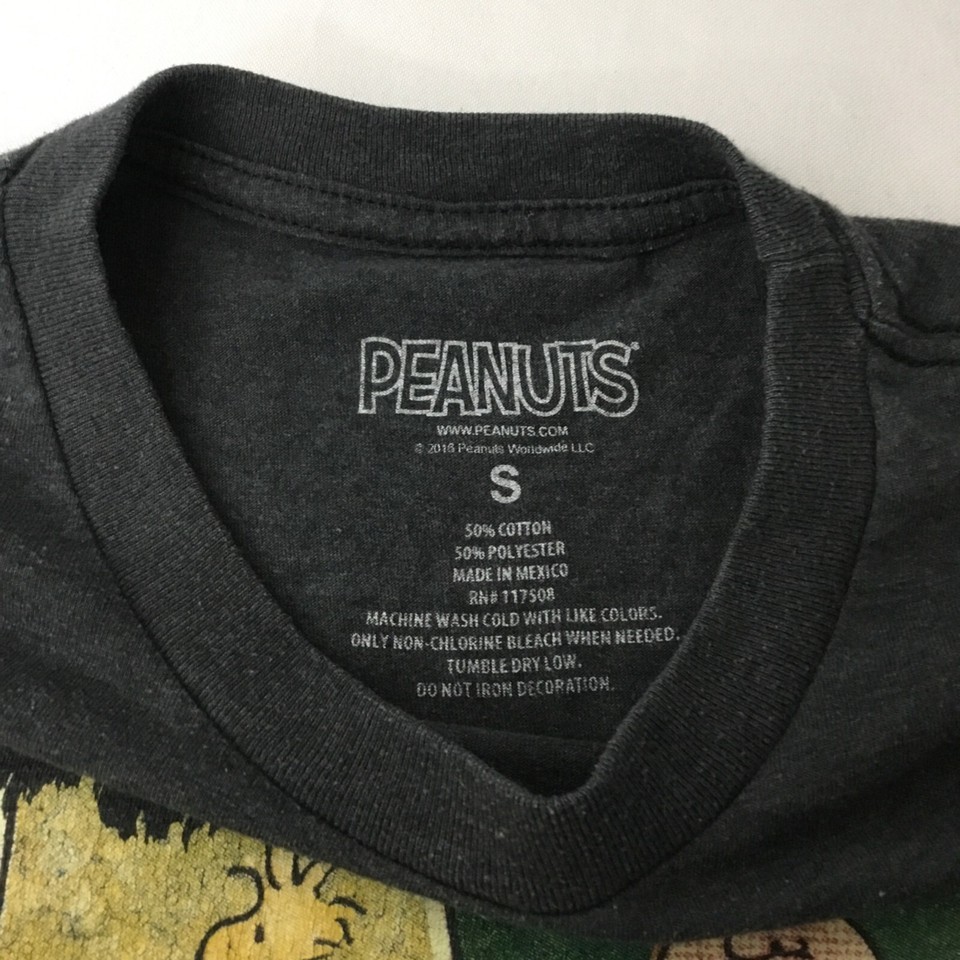 PEANUTS®
WWW.PEANUTS.COM
© 2016 Peanuts Worldwide LLC
S
50% COTTON
50% POLYESTER
MADE IN MEXICO
RN# 117508
MACHINE WASH COLD WITH LIKE COLORS.
ONLY NON-CHLORINE BLEACH WHEN NEEDED.
TUMBLE DRY LOW.
DO NOT IRON DECORATION.